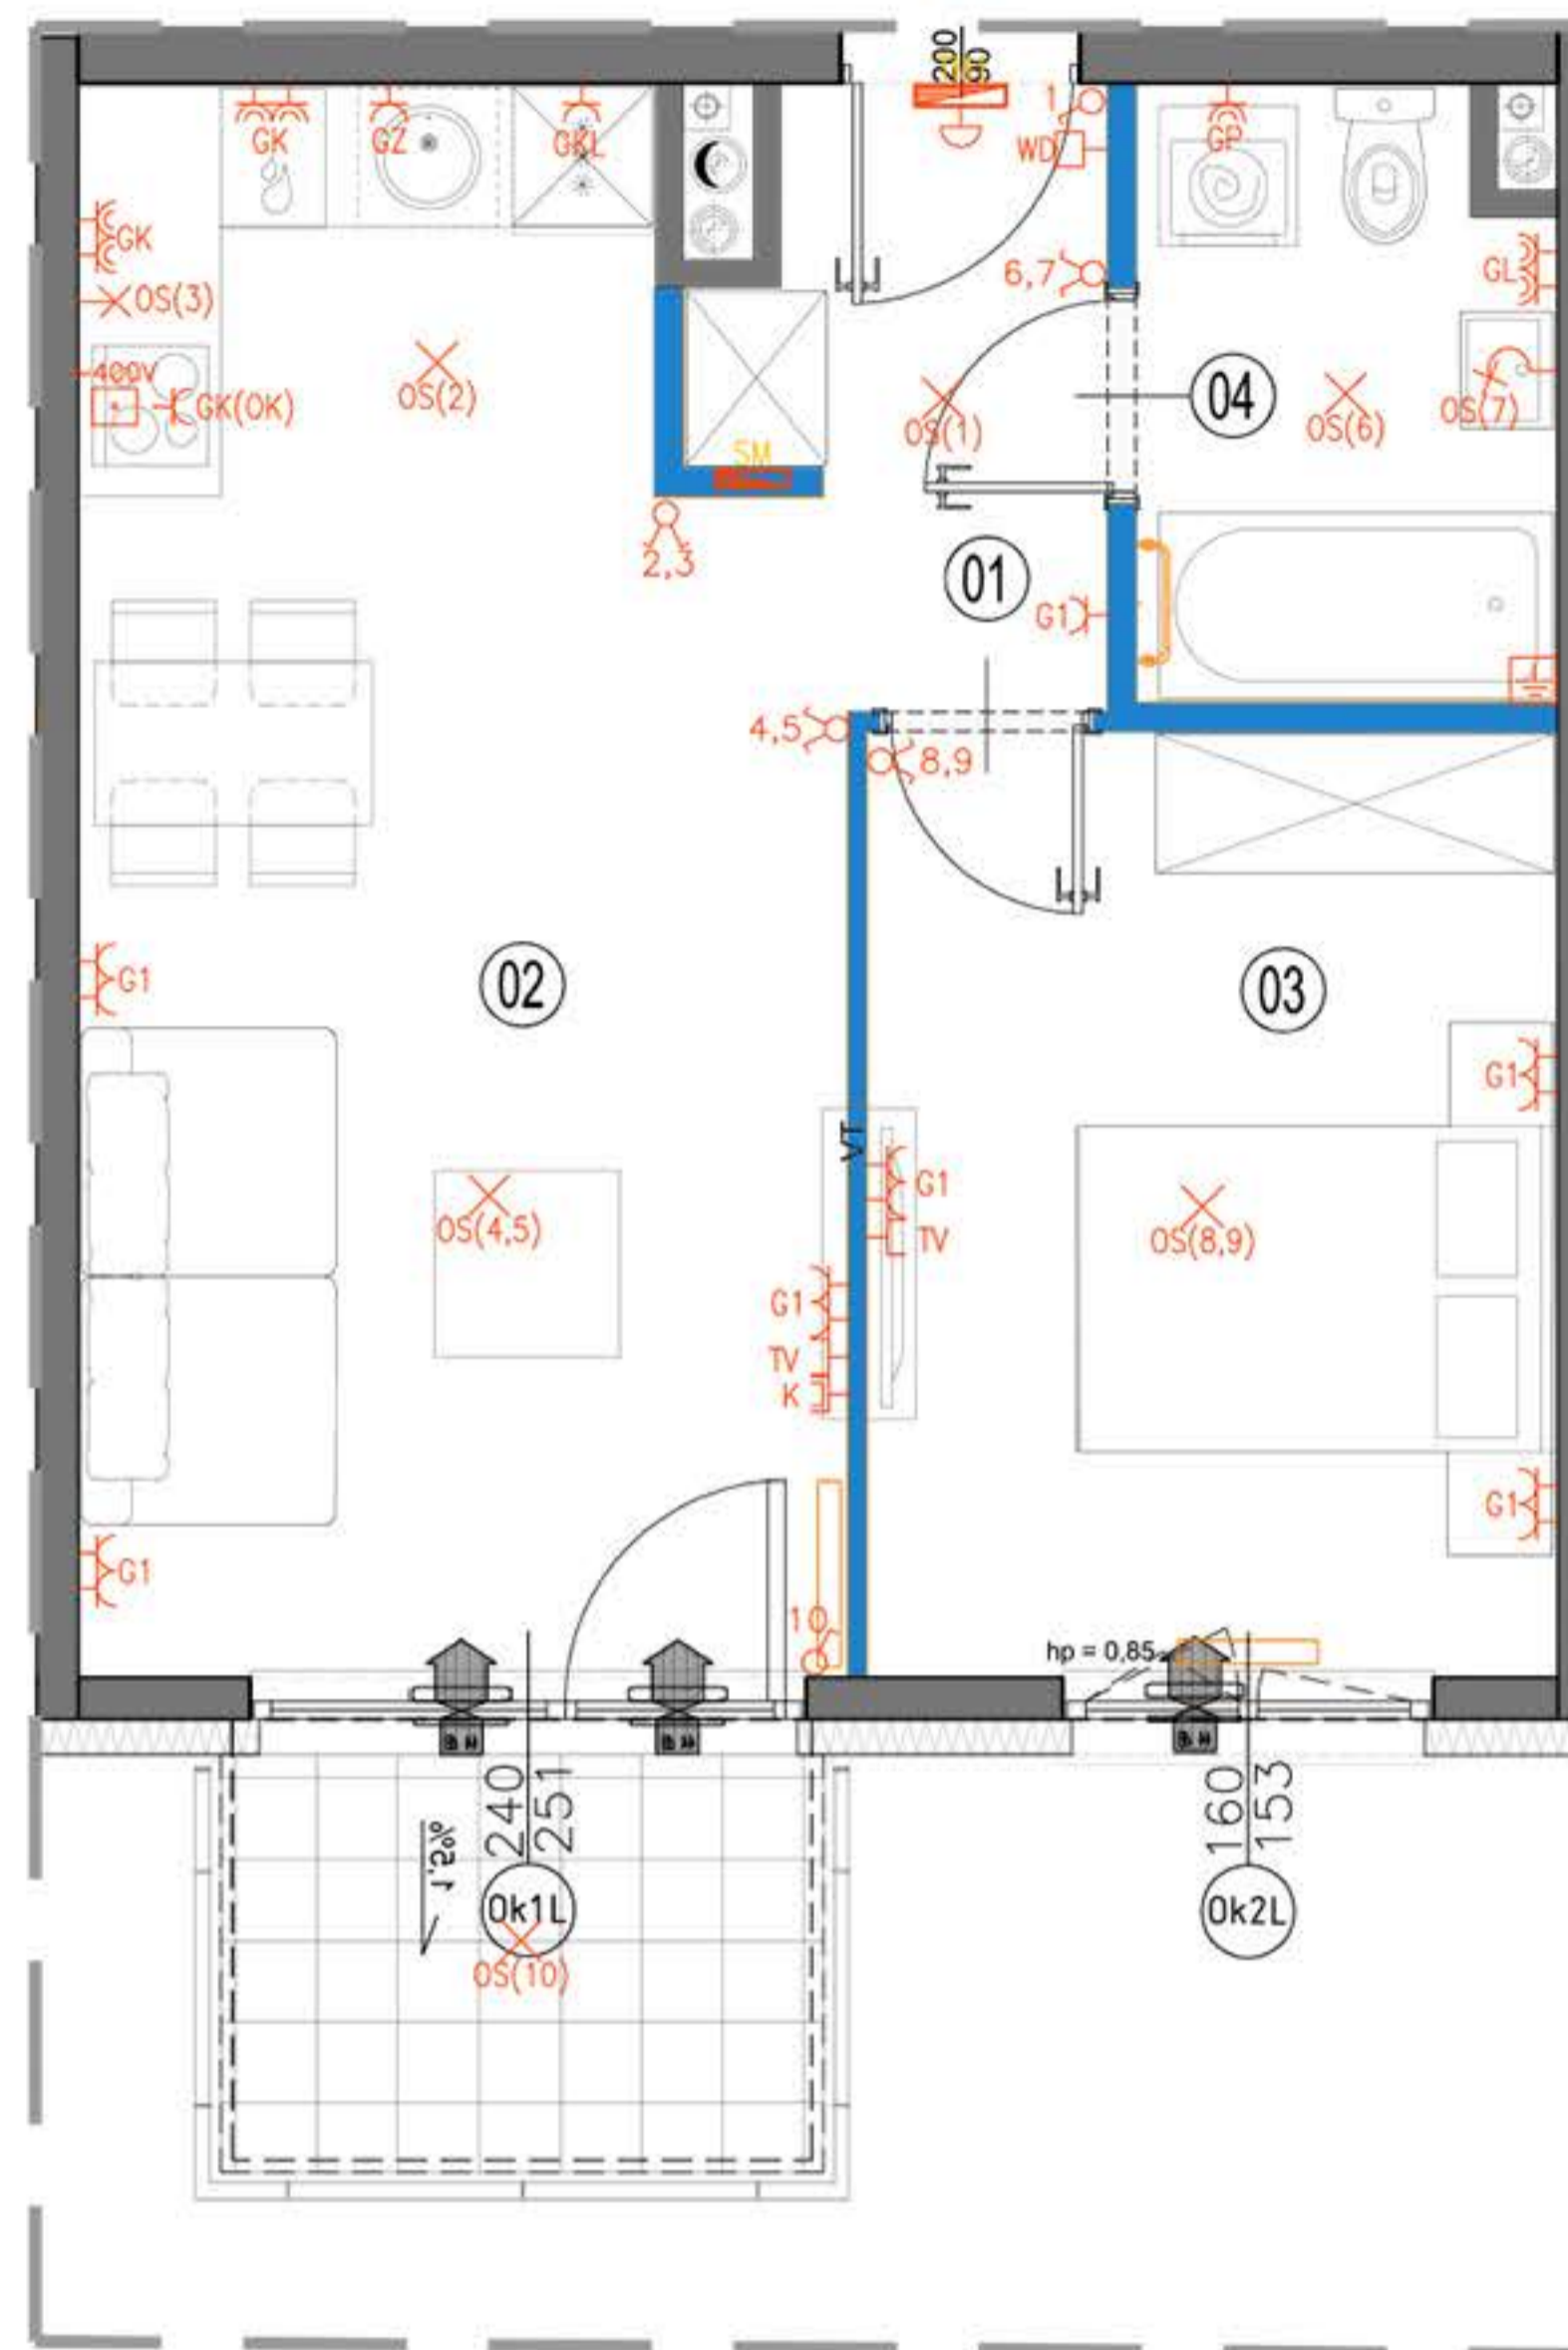 200
90
GK
GZ
GKL
1
WD
GP
GK
6,7
GL
OS(3)
400V
GK(OK)
OS(2)
OS(1)
04
OS(6)
OS(7)
SM
2,3
01
G1
4,5
8,9
G1
02
03
G1
VT
G1
OS(4,5)
TV
OS(8,9)
G1
TV
K
G1
G1
10
hp = 0,85
1,5%
240
251
160
153
Ok1L
Ok2L
OS(10)